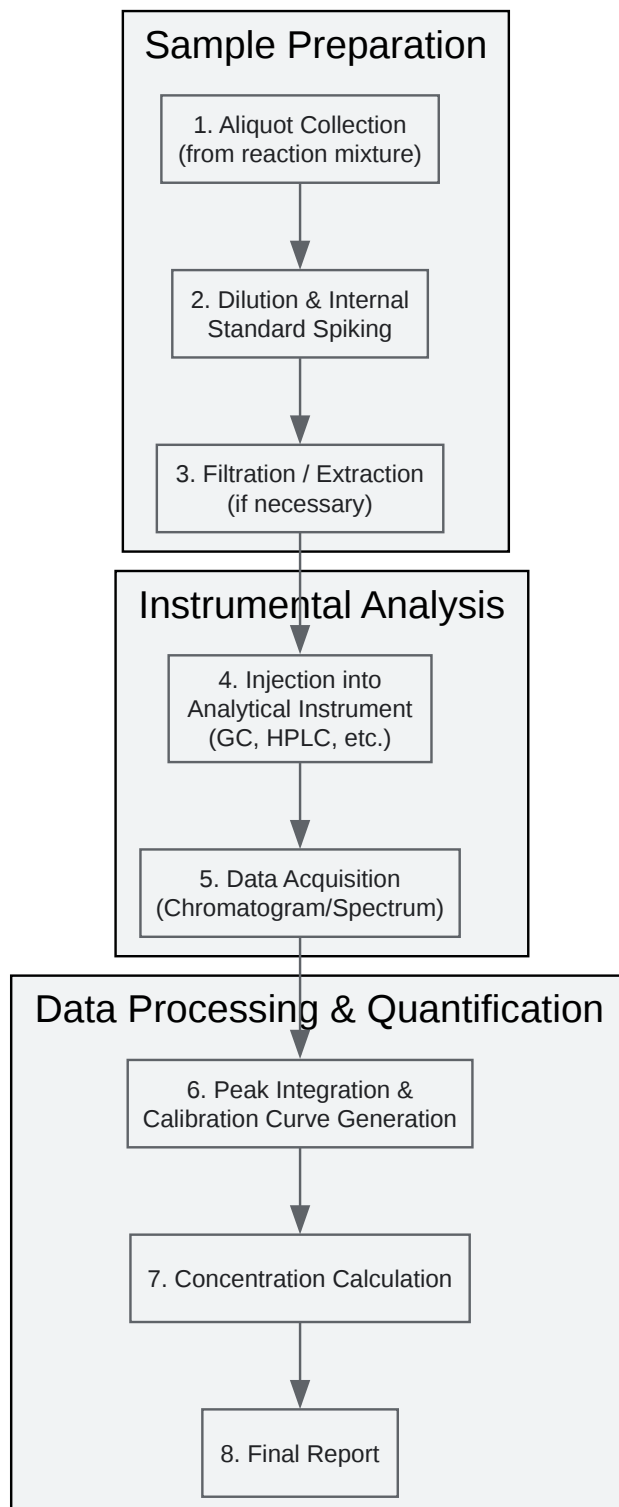 Sample Preparation
1. Aliquot Collection
(from reaction mixture)
2. Dilution & Internal
Standard Spiking
3. Filtration / Extraction
(if necessary)
Instrumental Analysis
4. Injection into
Analytical Instrument
(GC, HPLC, etc.)
5. Data Acquisition
(Chromatogram/Spectrum)
Data Processing & Quantification
6. Peak Integration &
Calibration Curve Generation
7. Concentration Calculation
8. Final Report